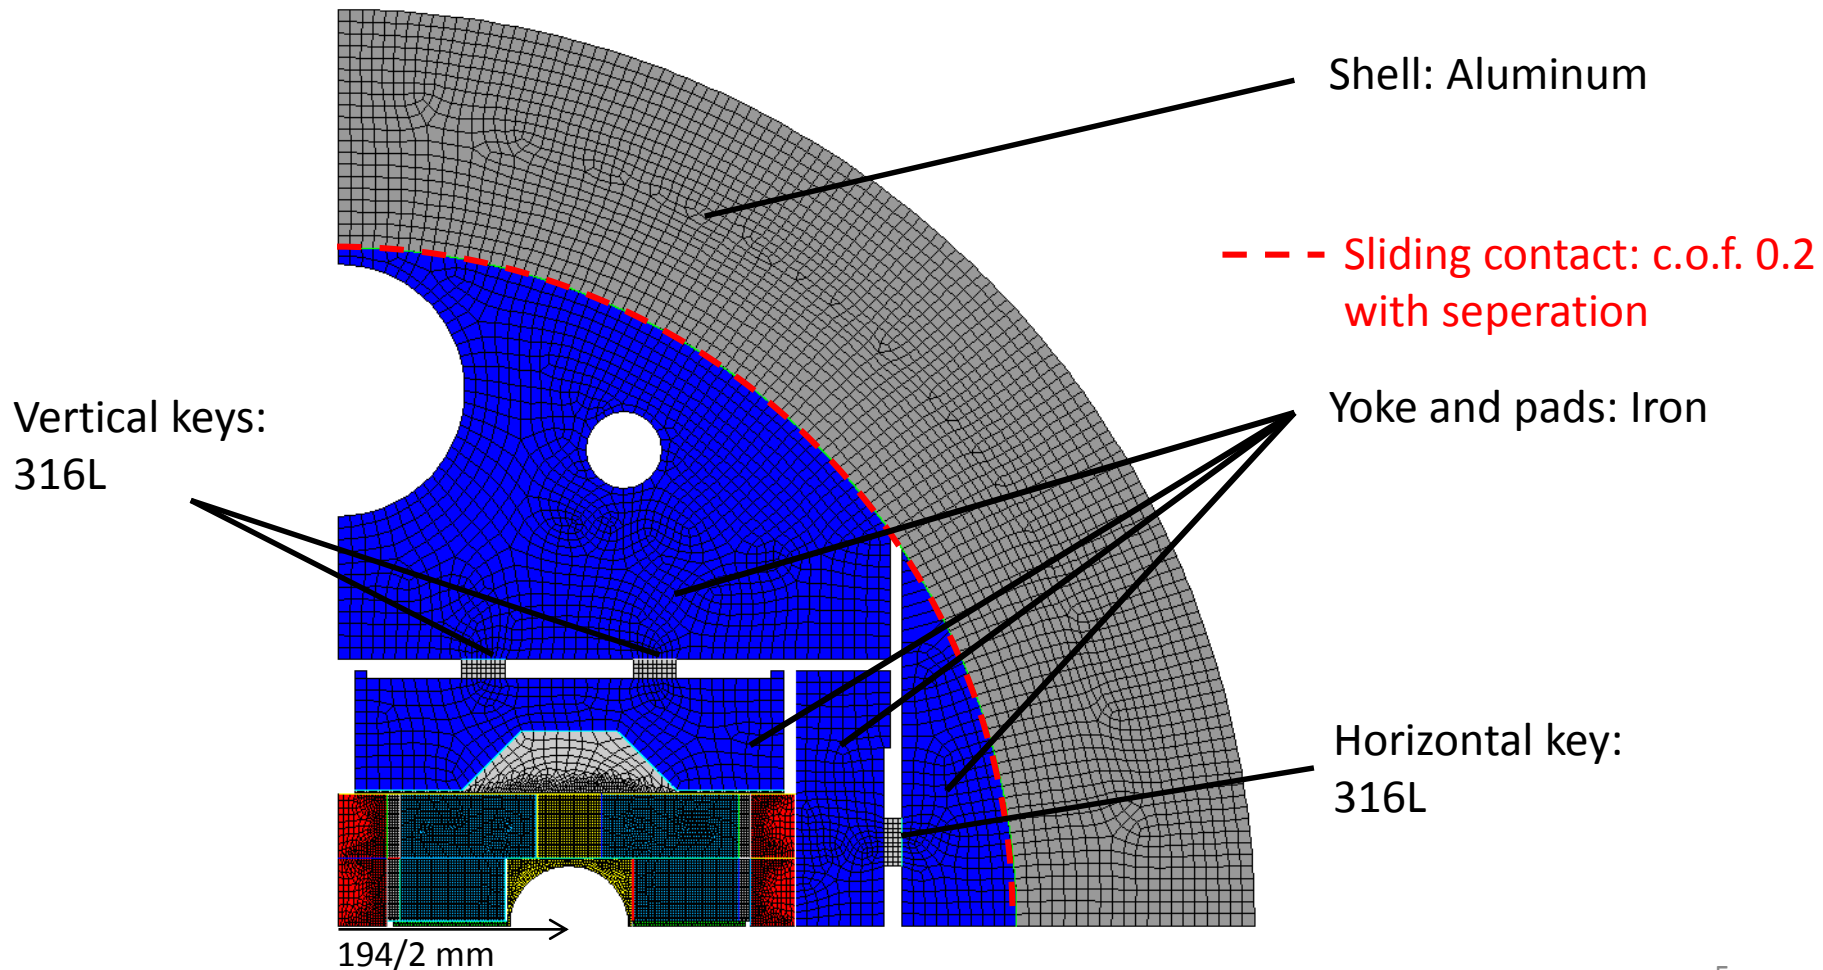 Shell: Aluminum
Sliding contact: c.o.f. 0.2
with seperation
Yoke and pads: Iron
Vertical keys:
316L
Horizontal key:
316L
194/2 mm